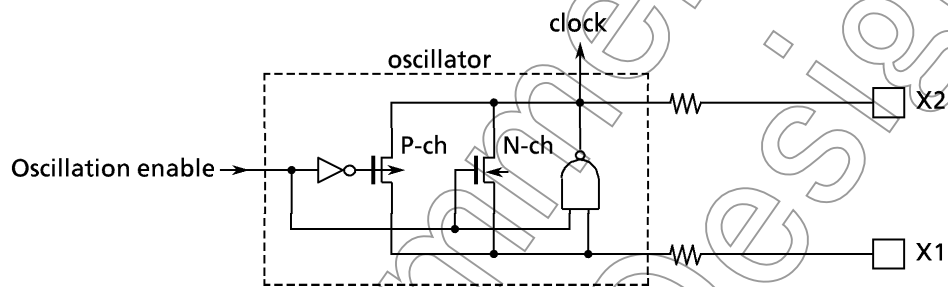 clock
oscillator
X2
P-ch
N-ch
Oscillation enable
X1